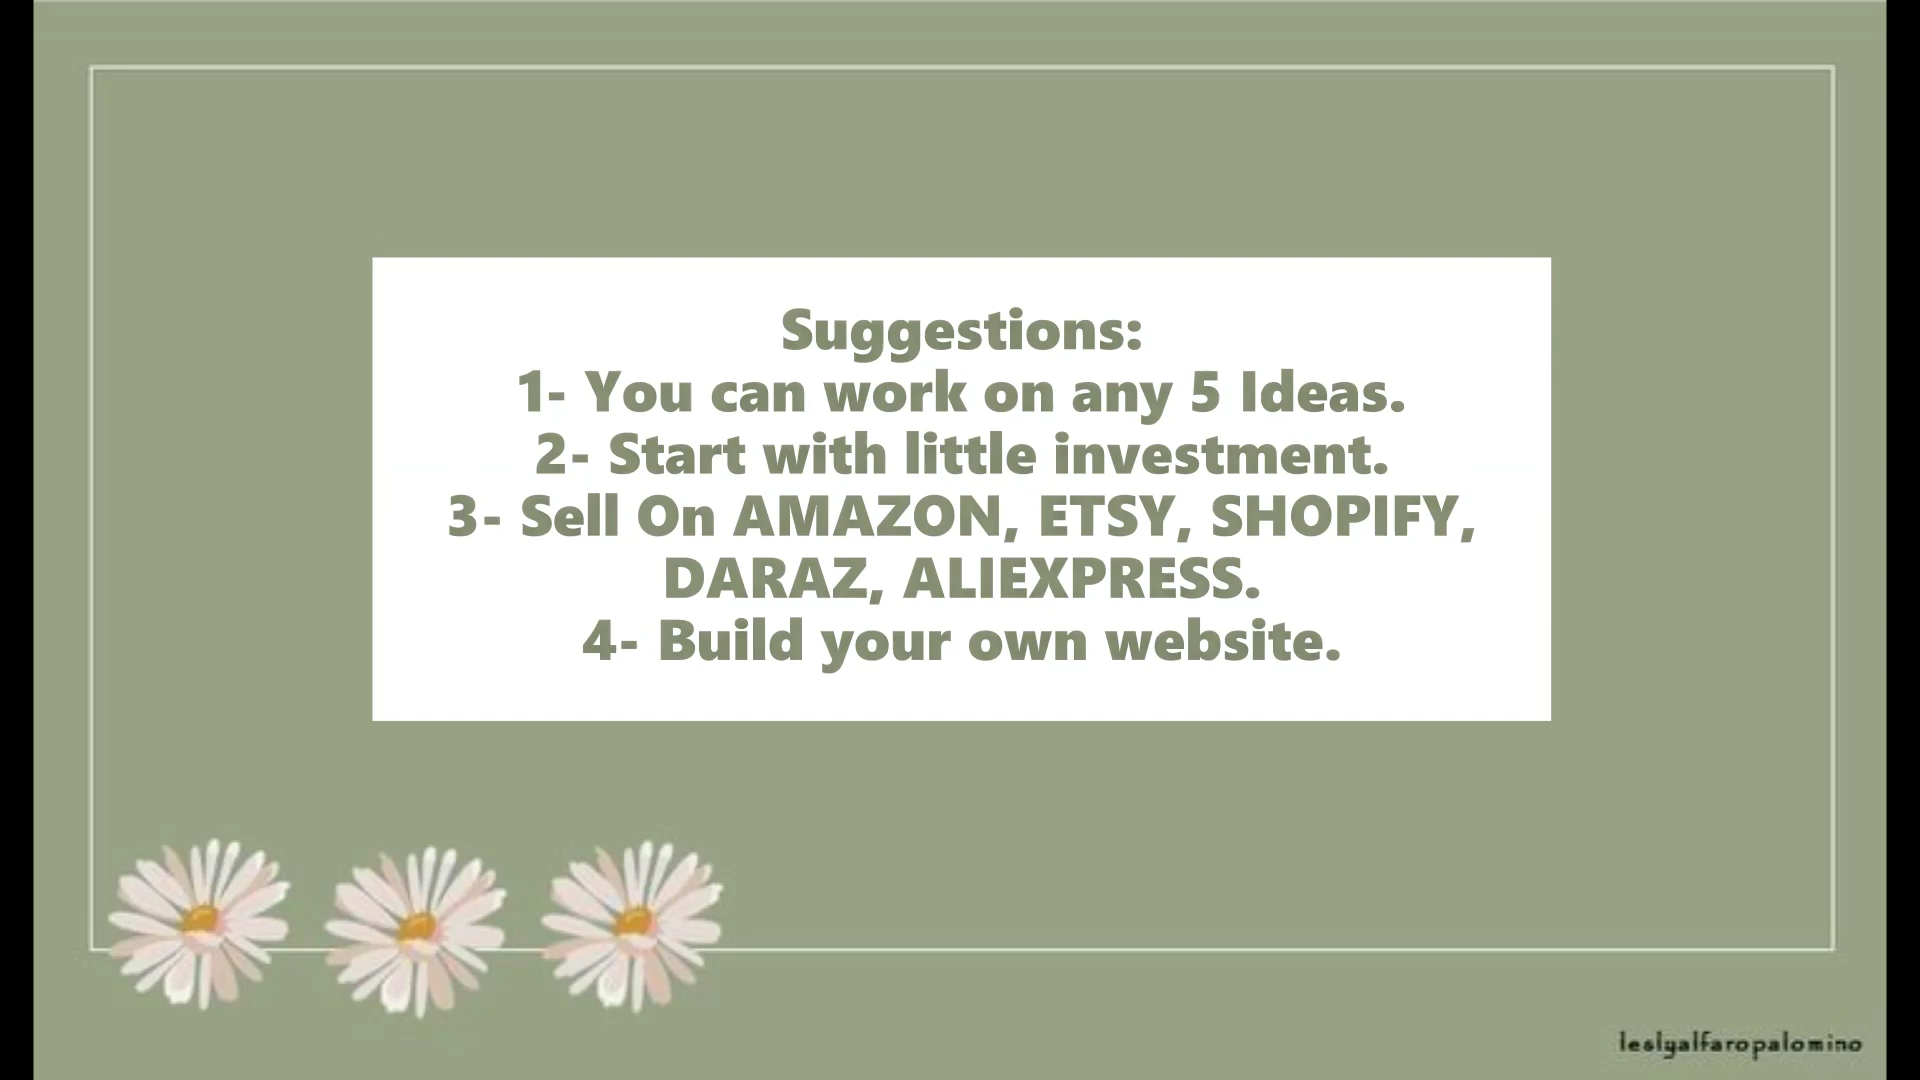 Suggestions:
1- You can work on any 5 Ideas.
2- Start with little investment.
3- Sell On AMAZON, ETSY, SHOPIFY,
DARAZ, ALIEXPRESS.
4- Build your own website.
leslyalfaropalomino